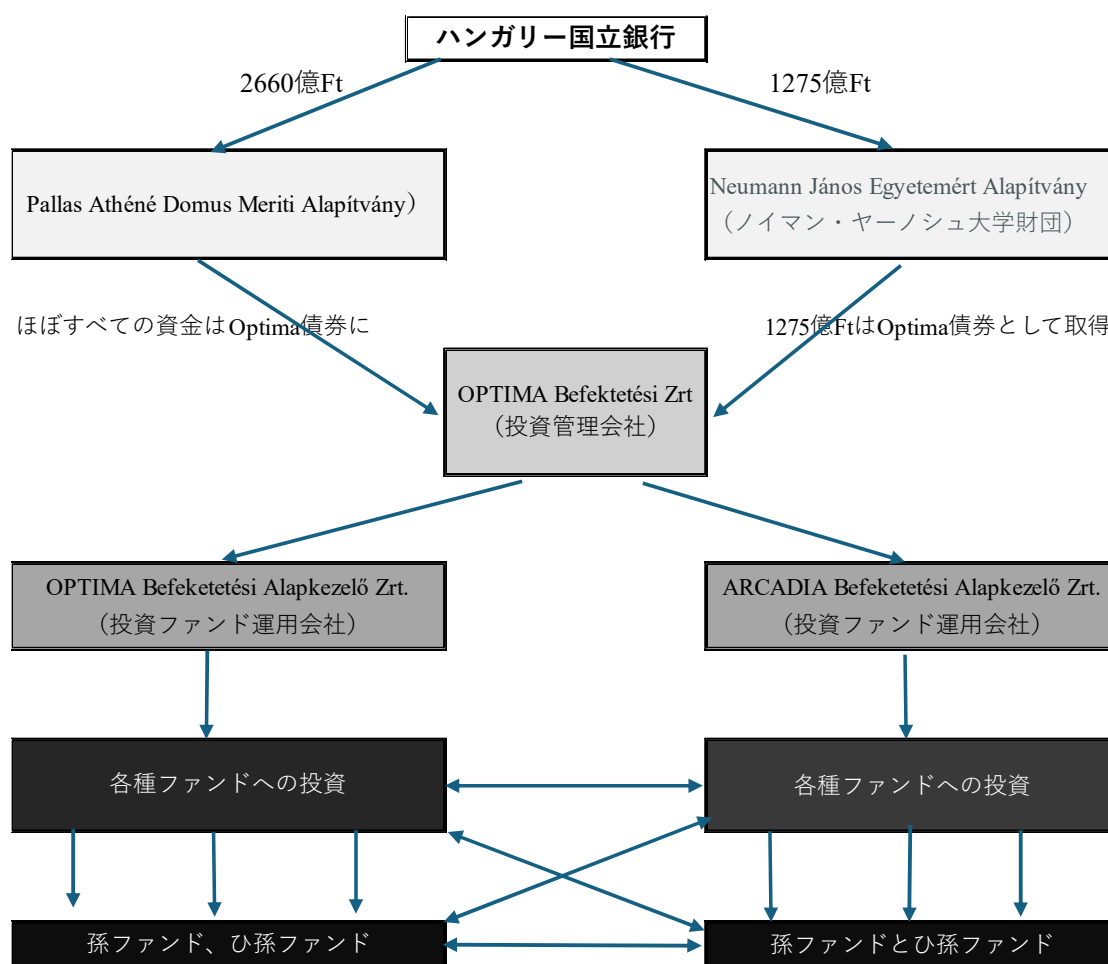 ハンガリー国立銀行
2660億Ft
1275億Ft
Pallas Athéné Domus Meriti Alapítvány）
Neumann János Egyetemért Alapítvány
（ノイマン・ヤーノシュ大学財団）
ほぼすべての資金はOptima債券に
1275億FtはOptima債券として取得
OPTIMA Befektetési Zrt
（投資管理会社）
OPTIMA Befeketetési Alapkezelő Zrt.
（投資ファンド運用会社）
ARCADIA Befeketetési Alapkezelő Zrt.
（投資ファンド運用会社）
各種ファンドへの投資
各種ファンドへの投資
孫ファンド、ひ孫ファンド
孫ファンドとひ孫ファンド